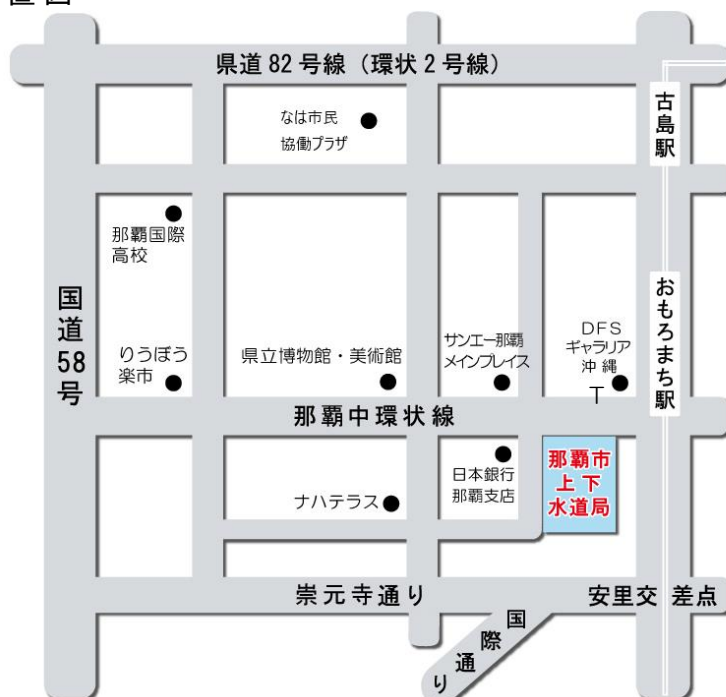 県道 82 号線（環状 2 号線）
なは市民
協働プラザ
古島駅
那覇国際
高校
国道58号
りうぼう
楽市
県立博物館・美術館
サンエー那覇
メインプレイス
ＤＦＳ
ギャラリア
沖 縄
おもろまち駅
那覇中環状線
ナハテラス
日本銀行
那覇支店
那覇市
上 下
水道局
崇元寺通り
安里交差点
国際通り